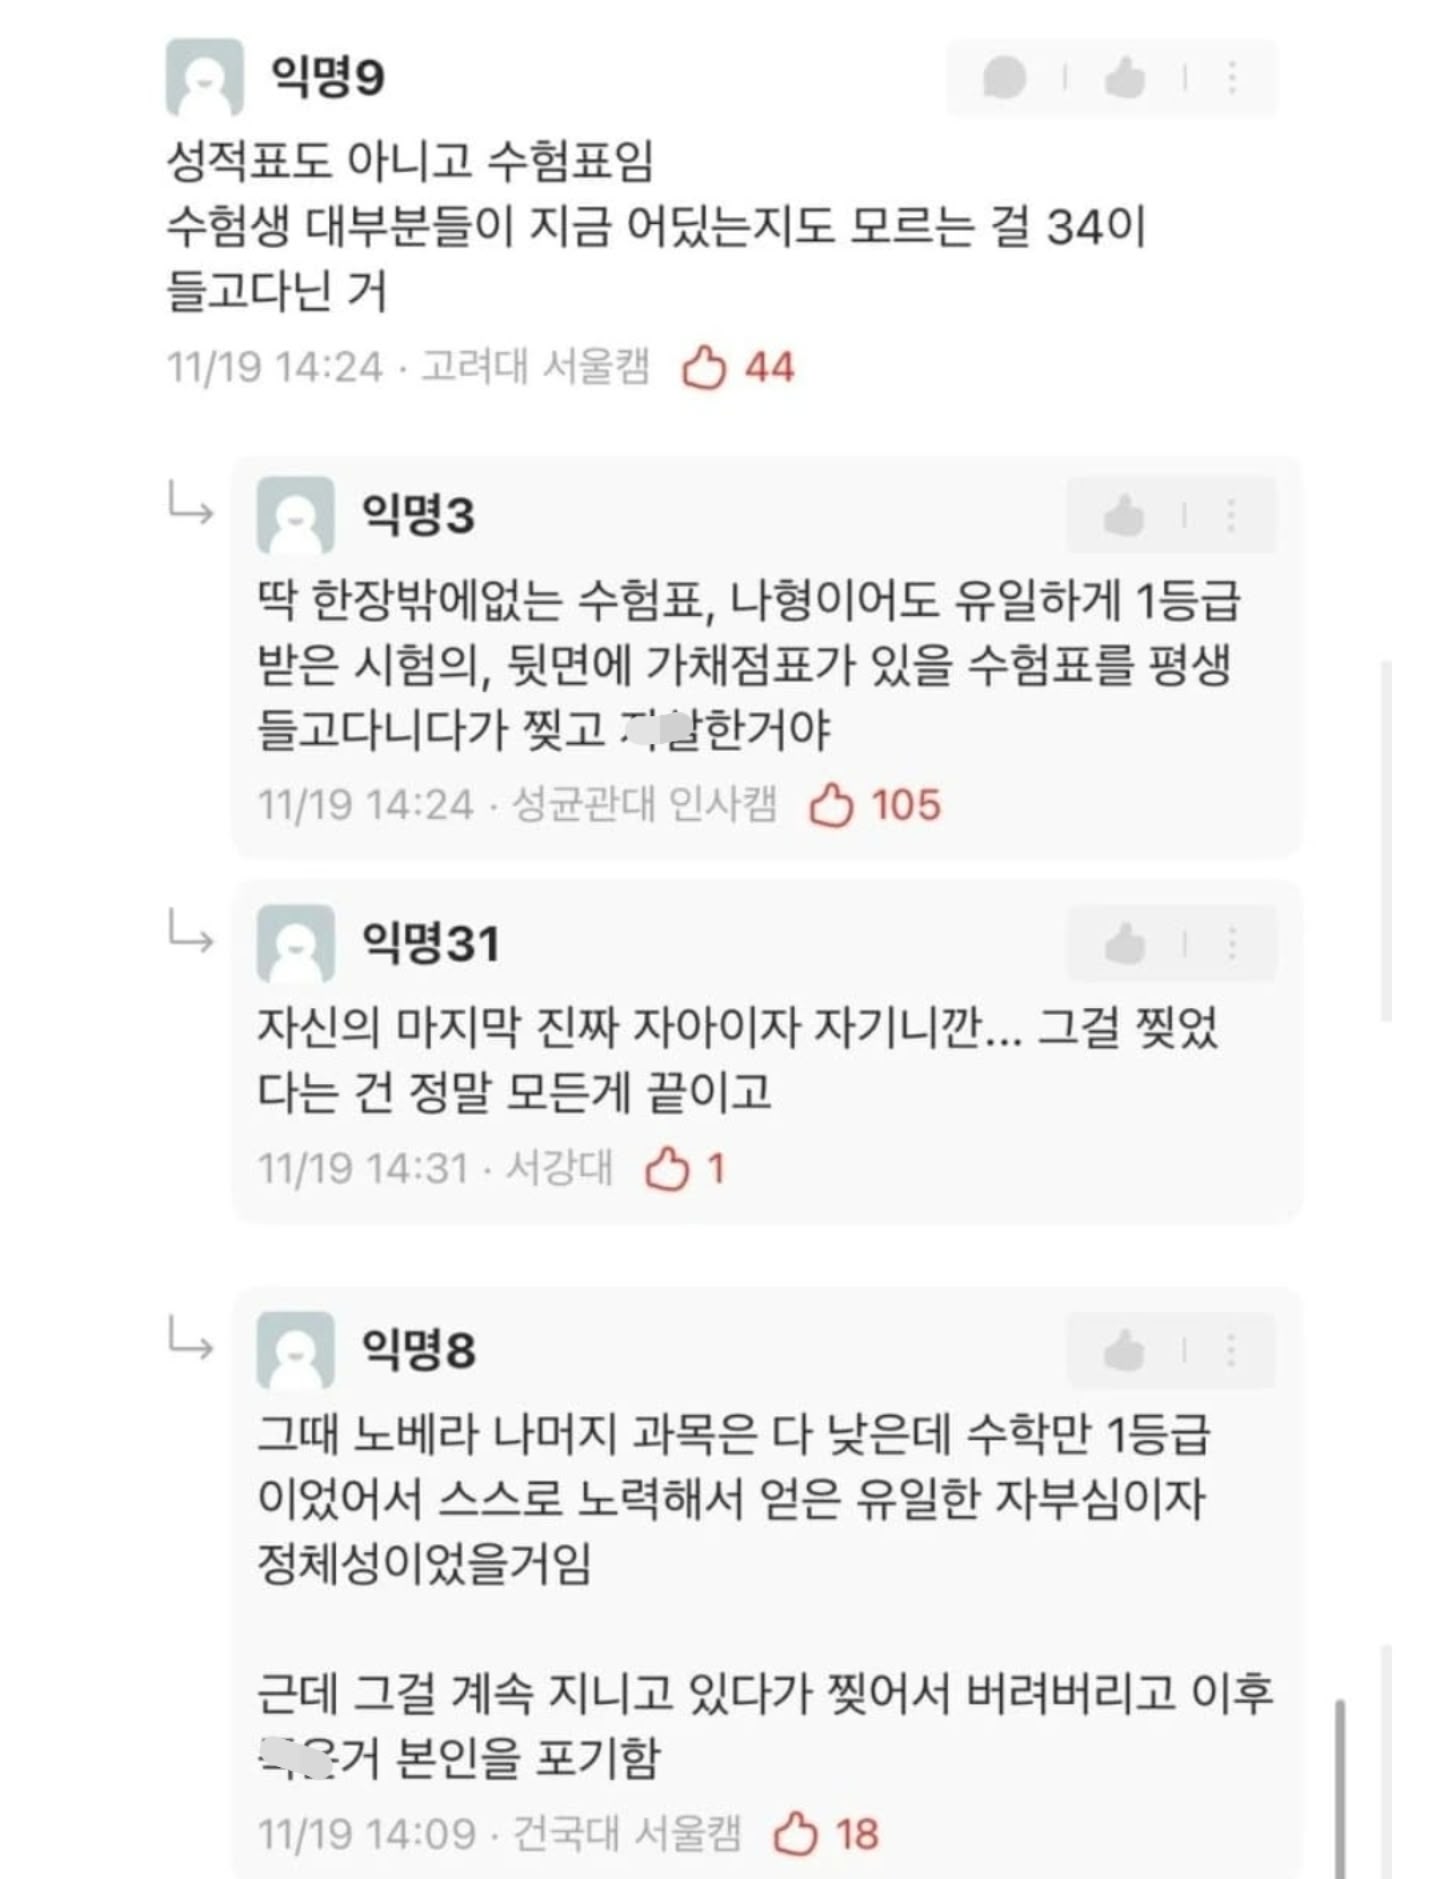 익명9
성적표도 아니고 수험표임
수험생 대부분들이 지금 어딨는지도 모르는 걸 34이
들고다닌 거
11/19 14:24 · 고려대 서울캠 44
익명3
딱 한장밖에없는 수험표, 나형이어도 유일하게 1등급
받은 시험의, 뒷면에 가채점표가 있을 수험표를 평생
들고다니다가 찢고 자살한거야
11/19 14:24 · 성균관대 인사캠 105
익명31
자신의 마지막 진짜 자아이자 자기니깐... 그걸 찢었
다는 건 정말 모든게 끝이고
11/19 14:31 · 서강대 1
익명8
그때 노베라 나머지 과목은 다 낮은데 수학만 1등급
이었어서 스스로 노력해서 얻은 유일한 자부심이자
정체성이었을거임
근데 그걸 계속 지니고 있다가 찢어서 버려버리고 이후
죽은거 본인을 포기함
11/19 14:09 · 건국대 서울캠 18